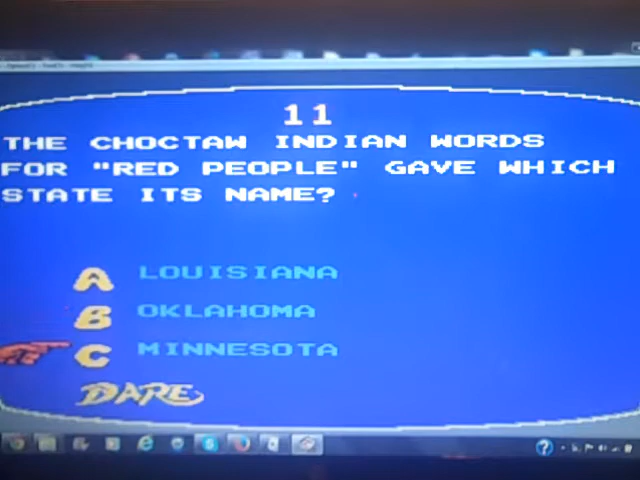 11
THE CHOCTAW INDIAN WORDS
FOR "RED PEOPLE" GAVE WHICH
STATE ITS NAME?
A LOUISIANA
B OKLAHOMA
C MINNESOTA
DARE